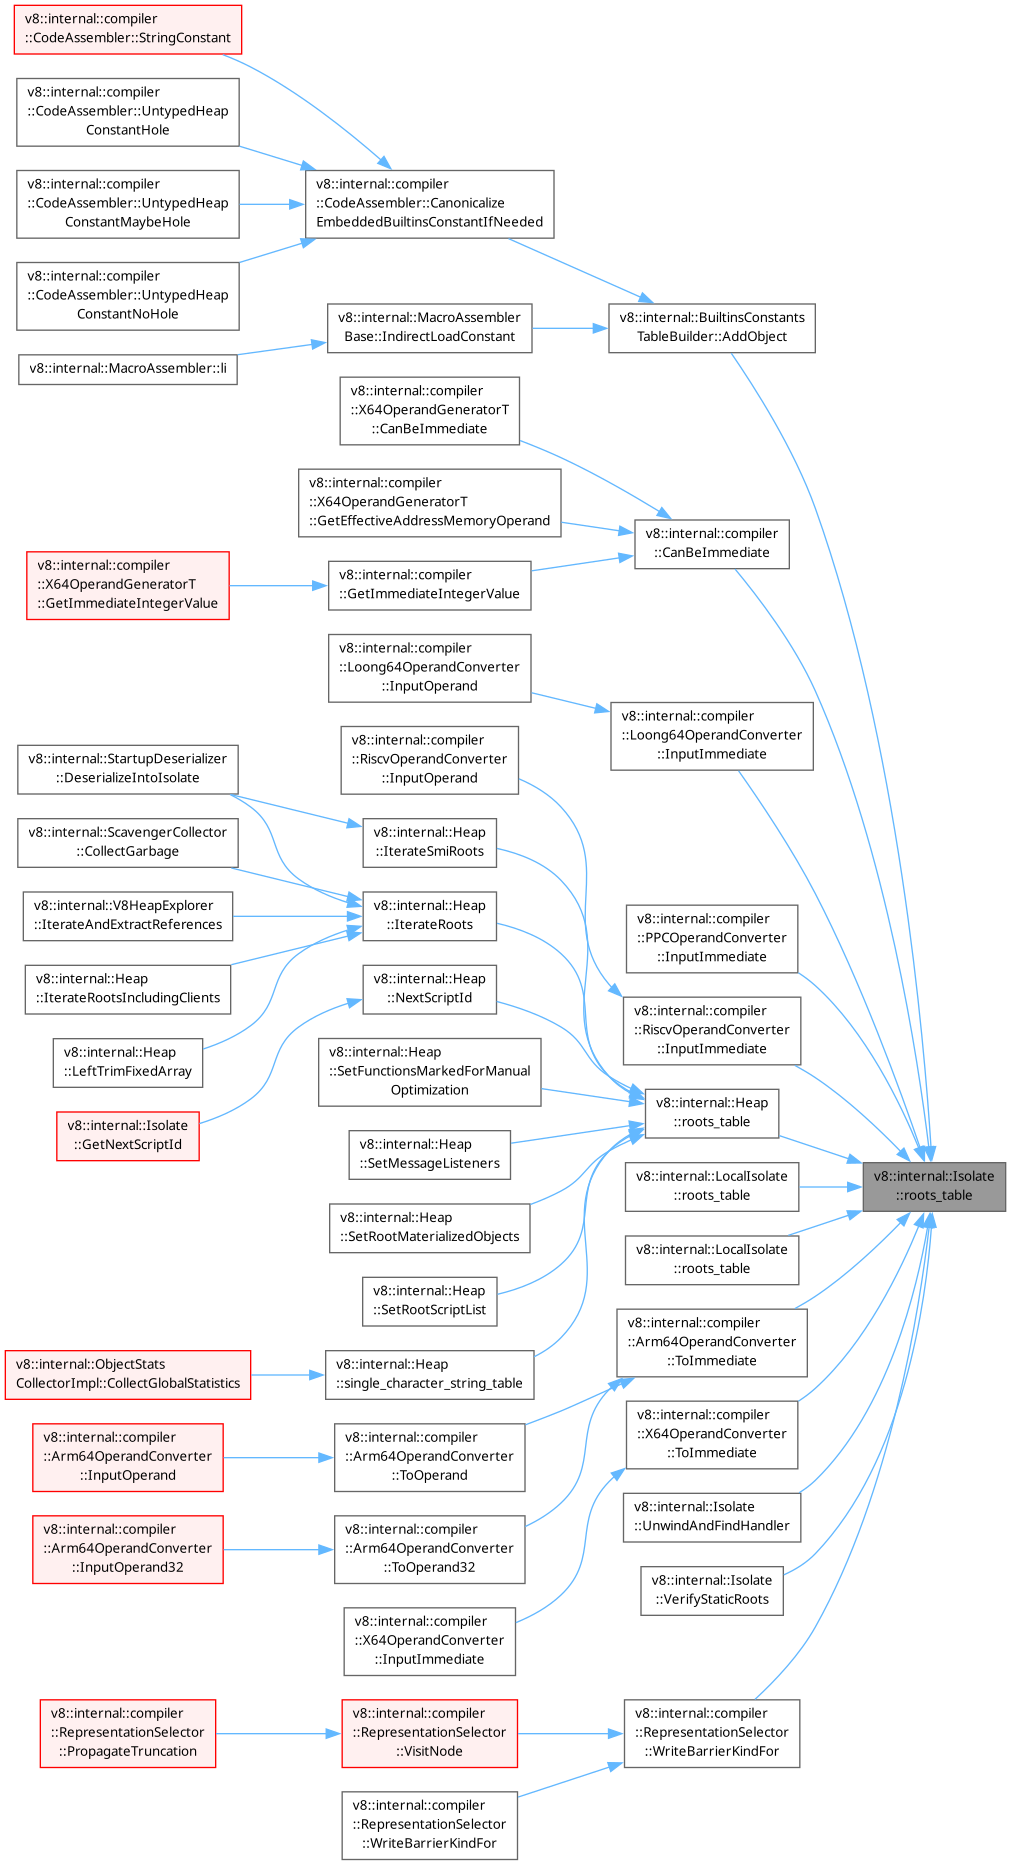 v8::internal::compiler
::CodeAssembler::StringConstant
v8::internal::compiler
::CodeAssembler::UntypedHeap
ConstantHole
v8::internal::compiler
::CodeAssembler::UntypedHeap
ConstantMaybeHole
v8::internal::compiler
::CodeAssembler::UntypedHeap
ConstantNoHole
v8::internal::MacroAssembler::li
v8::internal::compiler
::CodeAssembler::Canonicalize
EmbeddedBuiltinsConstantIfNeeded
v8::internal::MacroAssembler
Base::IndirectLoadConstant
v8::internal::BuiltinsConstants
TableBuilder::AddObject
v8::internal::compiler
::X64OperandGeneratorT
::CanBeImmediate
v8::internal::compiler
::X64OperandGeneratorT
::GetEffectiveAddressMemoryOperand
v8::internal::compiler
::CanBeImmediate
v8::internal::compiler
::X64OperandGeneratorT
::GetImmediateIntegerValue
v8::internal::compiler
::GetImmediateIntegerValue
v8::internal::compiler
::Loong64OperandConverter
::InputOperand
v8::internal::compiler
::Loong64OperandConverter
::InputImmediate
v8::internal::compiler
::RiscvOperandConverter
::InputOperand
v8::internal::StartupDeserializer
::DeserializeIntoIsolate
v8::internal::ScavengerCollector
::CollectGarbage
v8::internal::V8HeapExplorer
::IterateAndExtractReferences
v8::internal::Heap
::IterateRootsIncludingClients
v8::internal::Heap
::LeftTrimFixedArray
v8::internal::Isolate
::GetNextScriptId
v8::internal::Heap
::IterateSmiRoots
v8::internal::Heap
::IterateRoots
v8::internal::Heap
::NextScriptId
v8::internal::Heap
::SetFunctionsMarkedForManual
Optimization
v8::internal::Heap
::SetMessageListeners
v8::internal::Heap
::SetRootMaterializedObjects
v8::internal::Heap
::SetRootScriptList
v8::internal::compiler
::PPCOperandConverter
::InputImmediate
v8::internal::compiler
::RiscvOperandConverter
::InputImmediate
v8::internal::Heap
::roots_table
v8::internal::LocalIsolate
::roots_table
v8::internal::LocalIsolate
::roots_table
v8::internal::Isolate
::roots_table
v8::internal::ObjectStats
CollectorImpl::CollectGlobalStatistics
v8::internal::Heap
::single_character_string_table
v8::internal::compiler
::Arm64OperandConverter
::ToImmediate
v8::internal::compiler
::Arm64OperandConverter
::InputOperand
v8::internal::compiler
::Arm64OperandConverter
::ToOperand
v8::internal::compiler
::X64OperandConverter
::ToImmediate
v8::internal::compiler
::Arm64OperandConverter
::InputOperand32
v8::internal::compiler
::Arm64OperandConverter
::ToOperand32
v8::internal::Isolate
::UnwindAndFindHandler
v8::internal::Isolate
::VerifyStaticRoots
v8::internal::compiler
::X64OperandConverter
::InputImmediate
v8::internal::compiler
::RepresentationSelector
::PropagateTruncation
v8::internal::compiler
::RepresentationSelector
::VisitNode
v8::internal::compiler
::RepresentationSelector
::WriteBarrierKindFor
v8::internal::compiler
::RepresentationSelector
::WriteBarrierKindFor